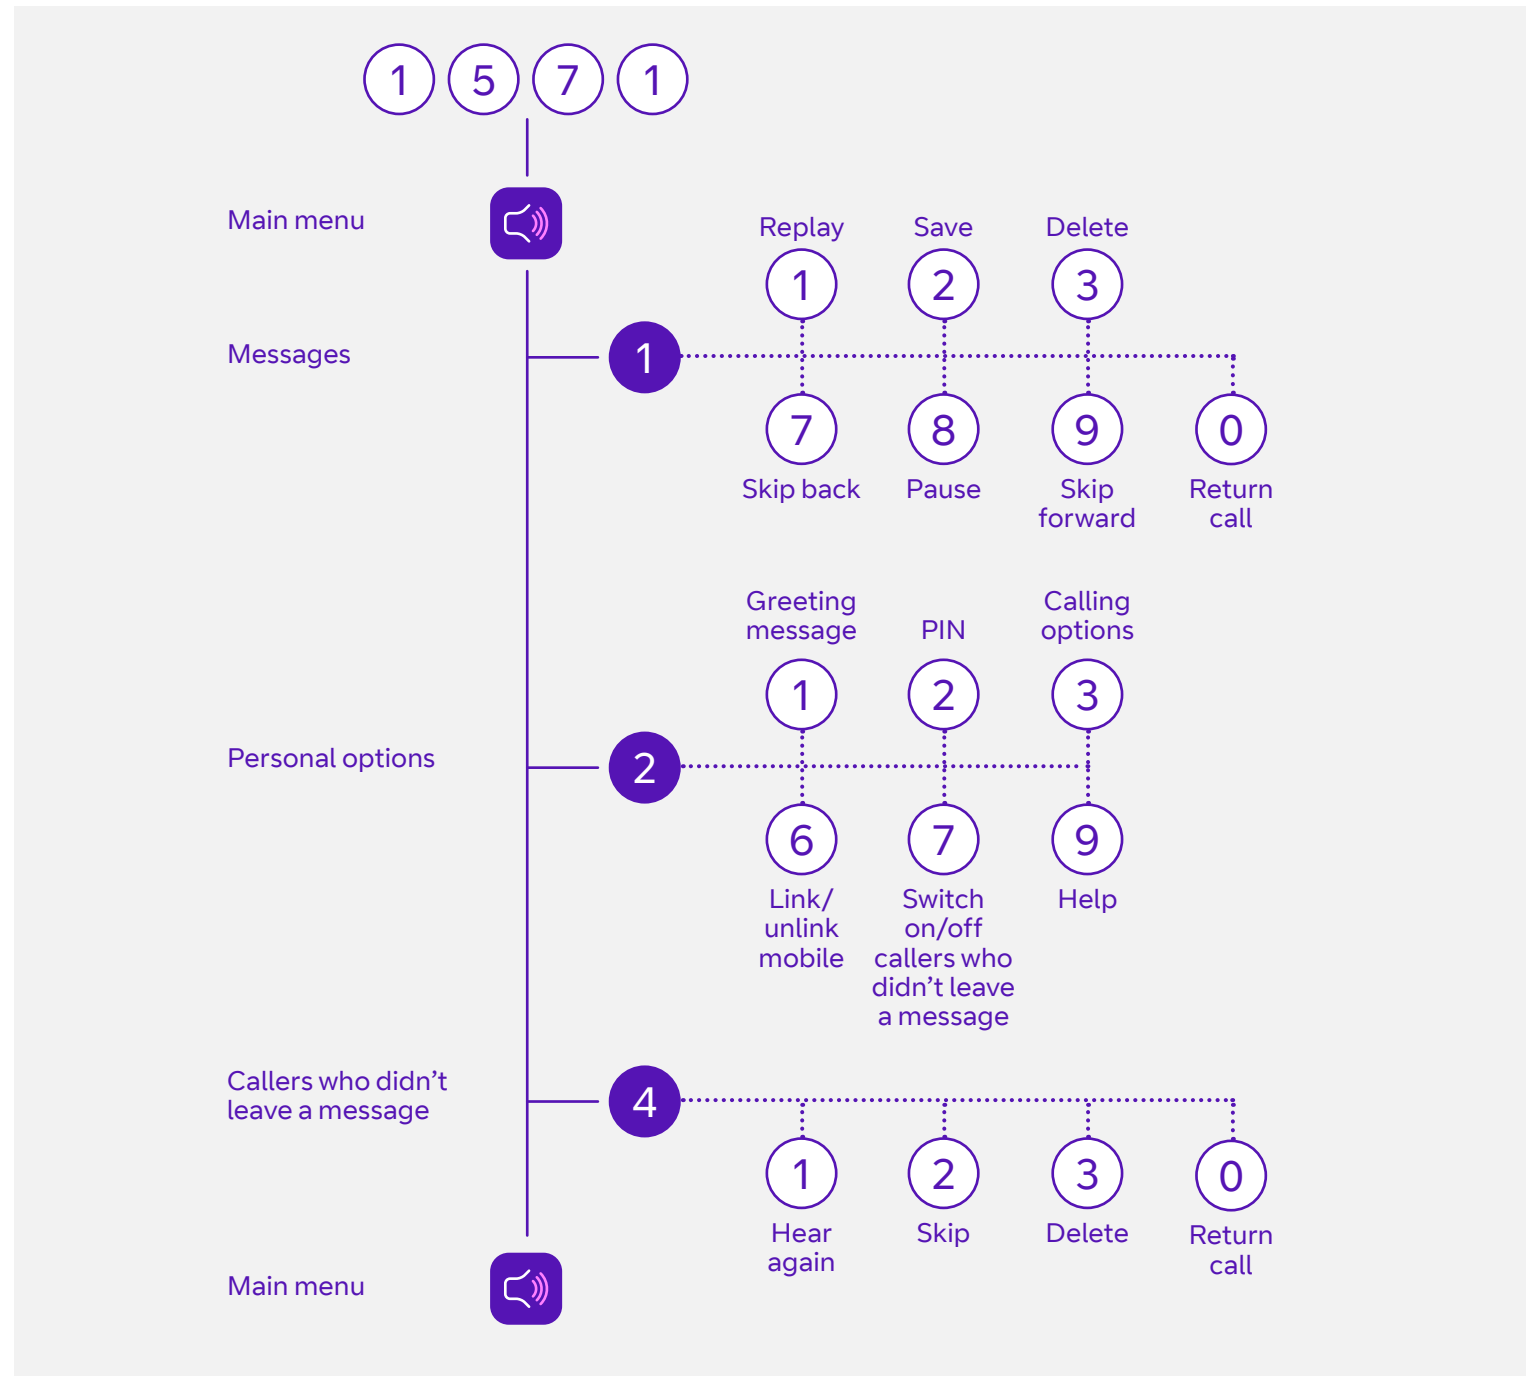 1 5 7 1
Main menu
Replay Save Delete
1 2 3
Messages
1
7 8 9 0
Skip back Pause Skip Return
forward call
Greeting Calling
message PIN options
1 2 3
Personal options
2
6 7 9
Link/ Switch Help
unlink on/off
mobile callers who
didn’t leave
a message
Callers who didn’t
leave a message
4
1 2 3 0
Hear Skip Delete Return
again call
Main menu